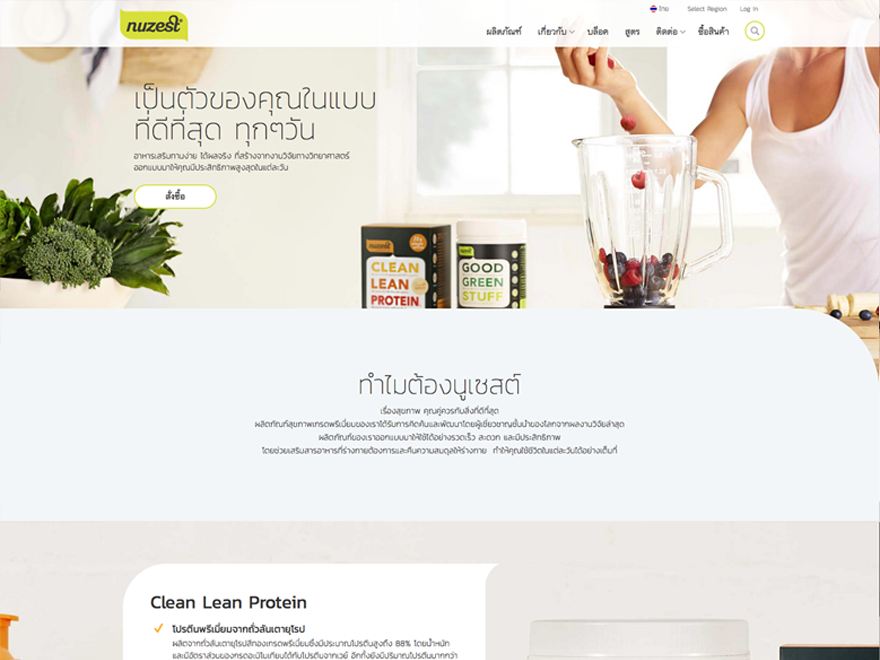 nuzest
ไทย Select Region Log In
ผลิตภัณฑ์ เกี่ยวกับ บล็อค สูตร ติดต่อ ซื้อสินค้า
เป็นตัวของคุณในแบบ
ที่ดีที่สุด ทุกๆวัน
อาหารเสริมทานง่าย ได้ผลจริง ที่สร้างจากงานวิจัยทางวิทยาศาสตร์
ออกแบบมาให้คุณมีประสิทธิภาพสูงสุดในแต่ละวัน
สั่งซื้อ
nuzest
CLEAN
LEAN
PROTEIN
nuzest
GOOD
GREEN
STUFF
ทำไมต้องนูเซสต์
เรื่องสุขภาพ คุณคู่ควรกับสิ่งที่ดีที่สุด
ผลิตภัณฑ์สุขภาพเกรดพรีเมี่ยมของเราได้รับการคิดค้นและพัฒนาโดยผู้เชี่ยวชาญชั้นนำของโลกจากผลงานวิจัยล่าสุด
ผลิตภัณฑ์ของเราออกแบบมาให้ใช้ได้อย่างรวดเร็ว สะดวก และมีประสิทธิภาพ
โดยช่วยเสริมสารอาหารที่ร่างกายต้องการและคืนความสมดุลให้ร่างกาย ทำให้คุณใช้ชีวิตในแต่ละวันได้อย่างเต็มที่
Clean Lean Protein
โปรตีนพรีเมี่ยมจากถั่วลันเตายุโรป
ผลิตจากถั่วลันเตายุโรปสีทองเกรดพรีเมี่ยมซึ่งมีประมาณโปรตีนสูงถึง 88% โดยน้ำหนัก
และมีอัตราส่วนของกรดอะมิโนเทียบได้กับโปรตีนจากเวย์ อีกทั้งยังมีปริมาณโปรตีนมากกว่า